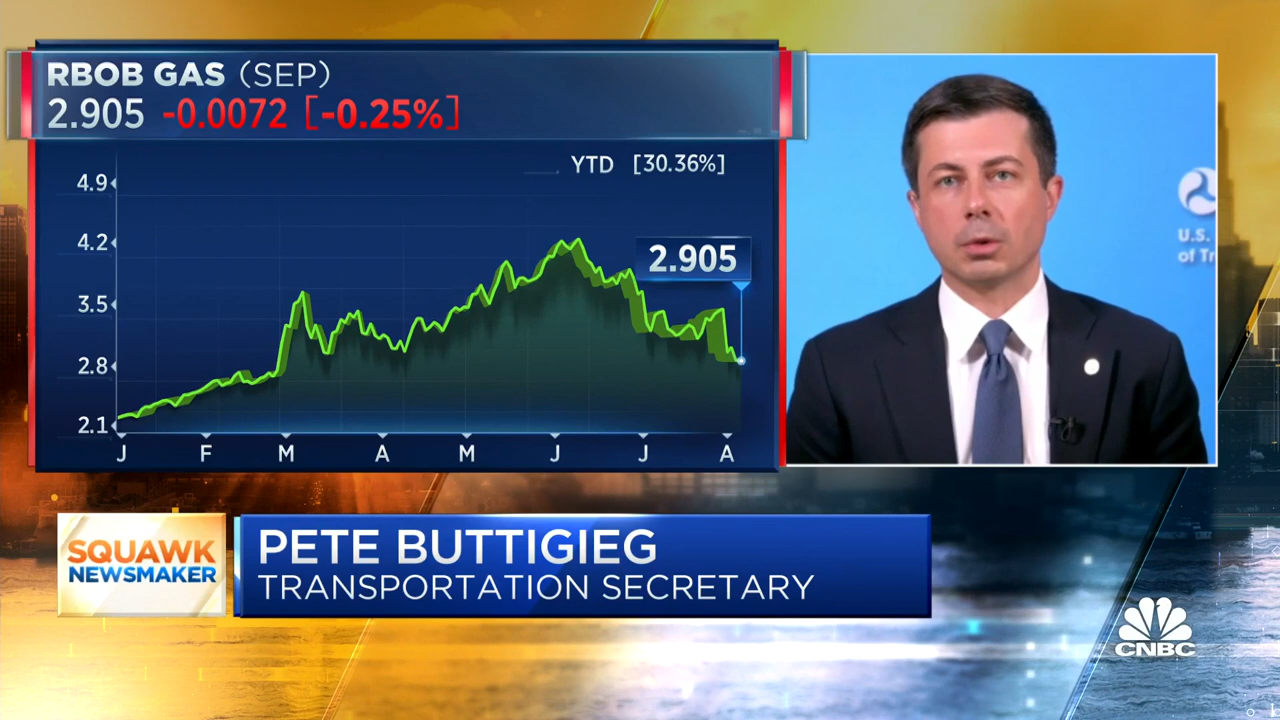 RBOB GAS (SEP)
2.905 -0.0072 [-0.25%]
YTD [30.36%]
4.9
4.2
3.5
2.8
2.1
2.905
J F M A M J J A
U.S.
of Tr
SQUAWK
NEWSMAKER
PETE BUTTIGIEG
TRANSPORTATION SECRETARY
CNBC